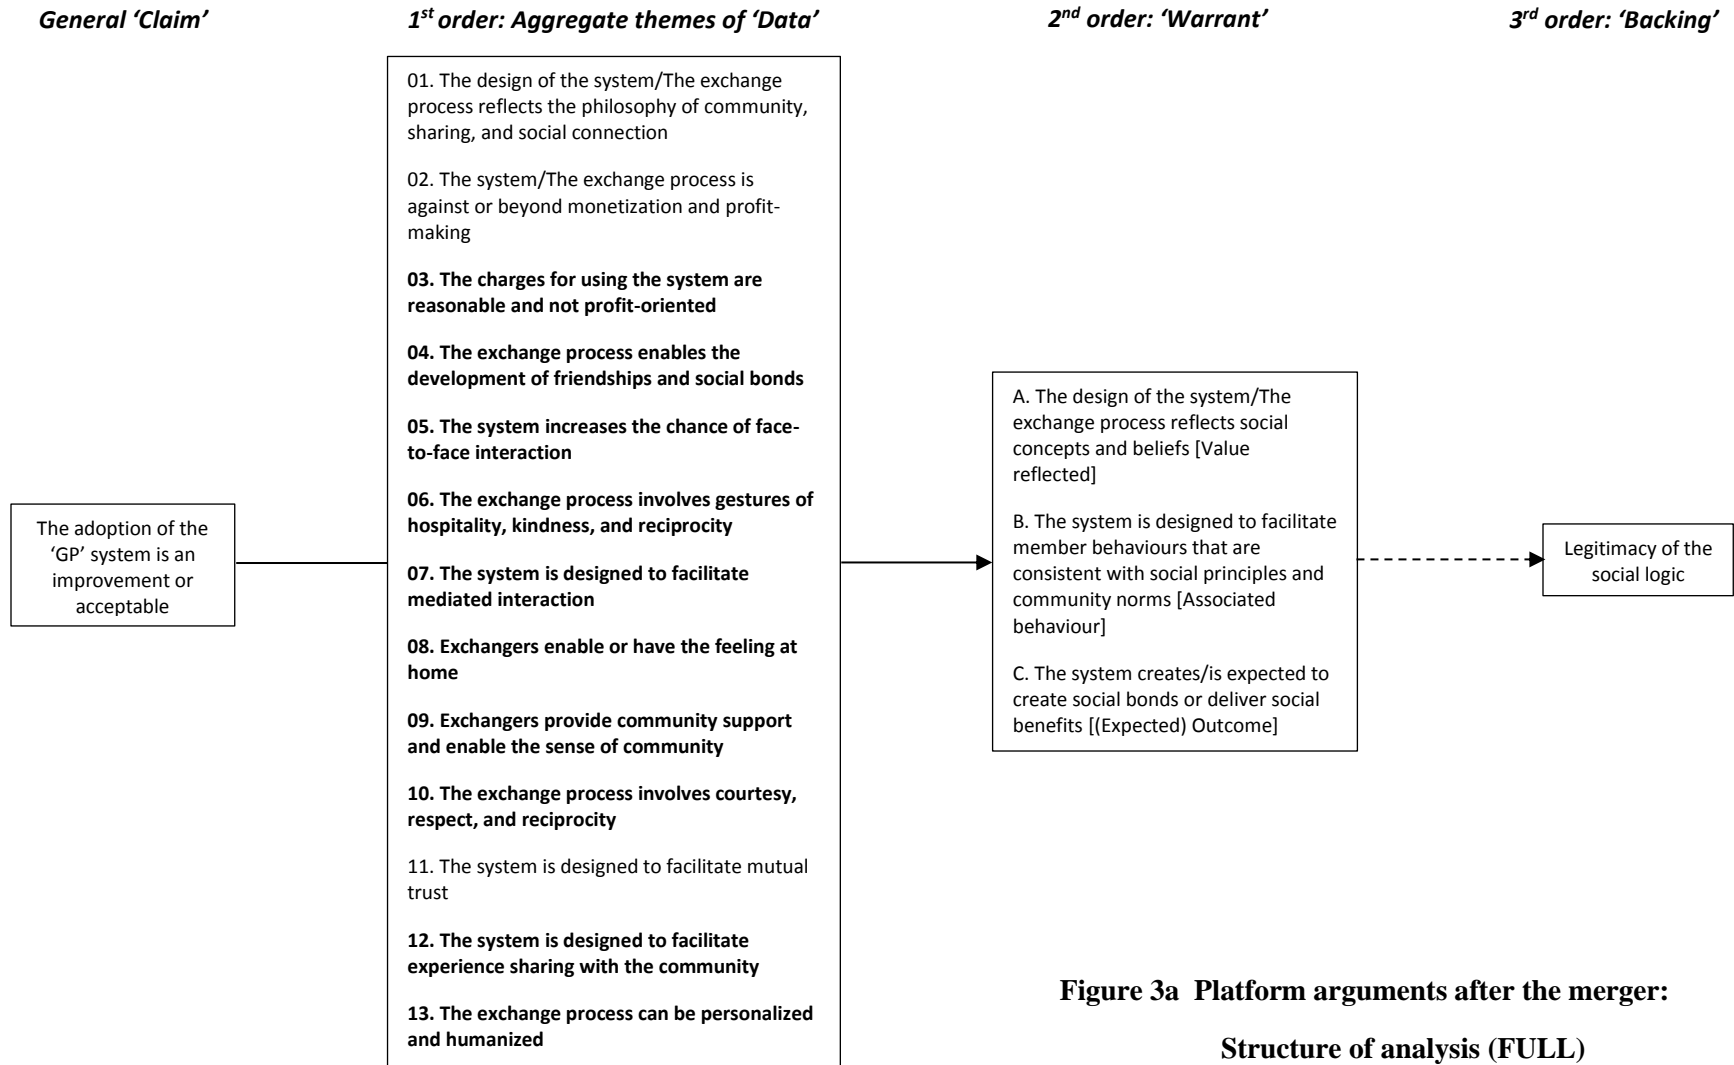 General ‘Claim’
1st order: Aggregate themes of ‘Data’
2nd order: ‘Warrant’
3rd order: ‘Backing’
The adoption of the
‘GP’ system is an
improvement or
acceptable
01. The design of the system/The exchange
process reflects the philosophy of community,
sharing, and social connection
02. The system/The exchange process is
against or beyond monetization and profit-
making
03. The charges for using the system are
reasonable and not profit-oriented
04. The exchange process enables the
development of friendships and social bonds
05. The system increases the chance of face-
to-face interaction
06. The exchange process involves gestures of
hospitality, kindness, and reciprocity
07. The system is designed to facilitate
mediated interaction
08. Exchangers enable or have the feeling at
home
09. Exchangers provide community support
and enable the sense of community
10. The exchange process involves courtesy,
respect, and reciprocity
11. The system is designed to facilitate mutual
trust
12. The system is designed to facilitate
experience sharing with the community
13. The exchange process can be personalized
and humanized
A. The design of the system/The
exchange process reflects social
concepts and beliefs [Value
reflected]
B. The system is designed to facilitate
member behaviours that are
consistent with social principles and
community norms [Associated
behaviour]
C. The system creates/is expected to
create social bonds or deliver social
benefits [(Expected) Outcome]
Legitimacy of the
social logic
Figure 3a  Platform arguments after the merger:
Structure of analysis (FULL)